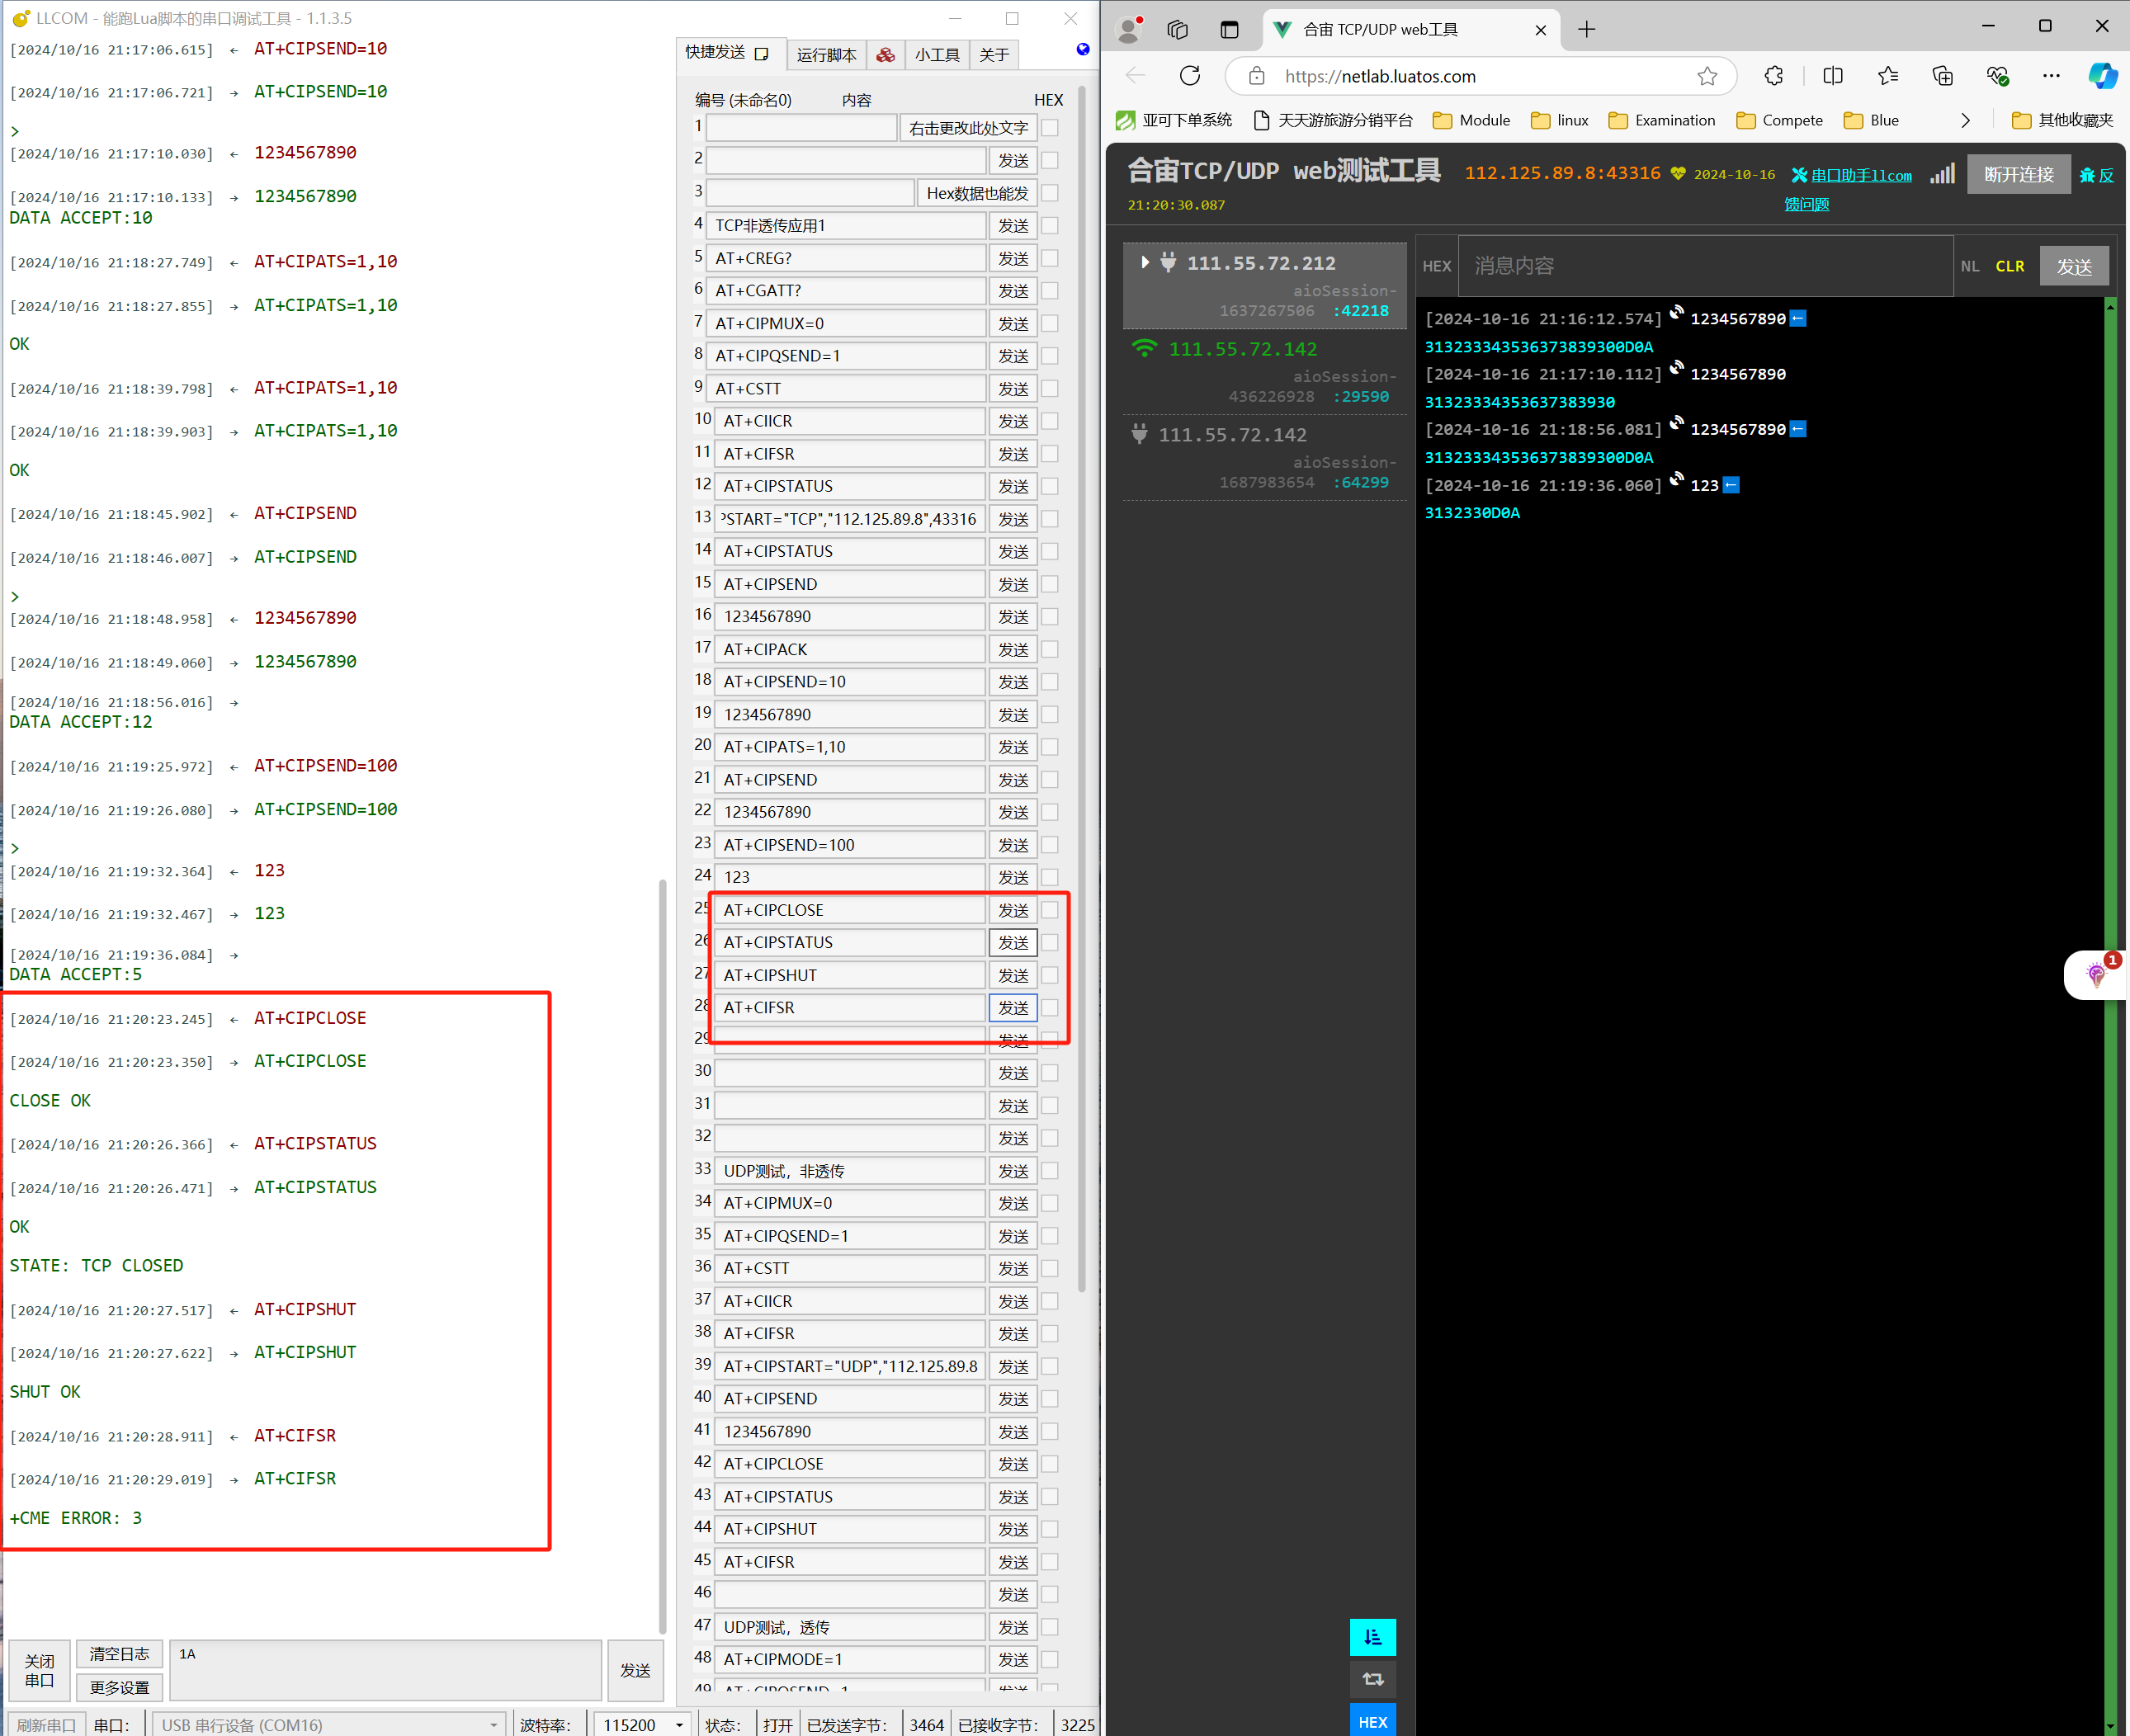 LLCOM - 能跑Lua脚本的串口调试工具 - 1.1.3.5
[2024/10/16 21:17:06.615] ← AT+CIPSEND=10
[2024/10/16 21:17:06.721] → AT+CIPSEND=10
>
[2024/10/16 21:17:10.030] ← 1234567890
[2024/10/16 21:17:10.133] → 1234567890
DATA ACCEPT:10
[2024/10/16 21:18:27.749] ← AT+CIPATS=1,10
[2024/10/16 21:18:27.855] → AT+CIPATS=1,10
OK
[2024/10/16 21:18:39.798] ← AT+CIPATS=1,10
[2024/10/16 21:18:39.903] → AT+CIPATS=1,10
OK
[2024/10/16 21:18:45.902] ← AT+CIPSEND
[2024/10/16 21:18:46.007] → AT+CIPSEND
>
[2024/10/16 21:18:48.958] ← 1234567890
[2024/10/16 21:18:49.060] → 1234567890
[2024/10/16 21:18:56.016] →
DATA ACCEPT:12
[2024/10/16 21:19:25.972] ← AT+CIPSEND=100
[2024/10/16 21:19:26.080] → AT+CIPSEND=100
>
[2024/10/16 21:19:32.364] ← 123
[2024/10/16 21:19:32.467] → 123
[2024/10/16 21:19:36.084] →
DATA ACCEPT:5
[2024/10/16 21:20:23.245] ← AT+CIPCLOSE
[2024/10/16 21:20:23.350] → AT+CIPCLOSE
CLOSE OK
[2024/10/16 21:20:26.366] ← AT+CIPSTATUS
[2024/10/16 21:20:26.471] → AT+CIPSTATUS
OK
STATE: TCP CLOSED
[2024/10/16 21:20:27.517] ← AT+CIPSHUT
[2024/10/16 21:20:27.622] → AT+CIPSHUT
SHUT OK
[2024/10/16 21:20:28.911] ← AT+CIFSR
[2024/10/16 21:20:29.019] → AT+CIFSR
+CME ERROR: 3
关闭串口 清空日志 更多设置 1A 发送
刷新串口 串口: USB 串行设备 (COM16) 波特率: 115200 状态: 打开 已发送字节: 3464 已接收字节: 3225
快捷发送 运行脚本 小工具 关于
编号 (未命名0) 内容 HEX
1 右击更改此处文字
2 发送
3 Hex数据也能发
4 TCP非透传应用1 发送
5 AT+CREG? 发送
6 AT+CGATT? 发送
7 AT+CIPMUX=0 发送
8 AT+CIPQSEND=1 发送
9 AT+CSTT 发送
10 AT+CIICR 发送
11 AT+CIFSR 发送
12 AT+CIPSTATUS 发送
13 PSTART="TCP","112.125.89.8",43316 发送
14 AT+CIPSTATUS 发送
15 AT+CIPSEND 发送
16 1234567890 发送
17 AT+CIPACK 发送
18 AT+CIPSEND=10 发送
19 1234567890 发送
20 AT+CIPATS=1,10 发送
21 AT+CIPSEND 发送
22 1234567890 发送
23 AT+CIPSEND=100 发送
24 123 发送
25 AT+CIPCLOSE 发送
26 AT+CIPSTATUS 发送
27 AT+CIPSHUT 发送
28 AT+CIFSR 发送
29 发送
30 发送
31 发送
32 发送
33 UDP测试，非透传 发送
34 AT+CIPMUX=0 发送
35 AT+CIPQSEND=1 发送
36 AT+CSTT 发送
37 AT+CIICR 发送
38 AT+CIFSR 发送
39 AT+CIPSTART="UDP","112.125.89.8 发送
40 AT+CIPSEND 发送
41 1234567890 发送
42 AT+CIPCLOSE 发送
43 AT+CIPSTATUS 发送
44 AT+CIPSHUT 发送
45 AT+CIFSR 发送
46 发送
47 UDP测试，透传 发送
48 AT+CIPMODE=1 发送
49 AT+CIPQSEND=1 发送
合宙 TCP/UDP web工具
https://netlab.luatos.com
亚可下单系统 天天游旅游分销平台 Module linux Examination Compete Blue 其他收藏夹
合宙TCP/UDP web测试工具 112.125.89.8:43316 2024-10-16 串口助手llcom 断开连接 反
21:20:30.087 馈问题
111.55.72.212
aioSession-
1637267506 :42218
111.55.72.142
aioSession-
436226928 :29590
111.55.72.142
aioSession-
1687983654 :64299
HEX 消息内容 NL CLR 发送
[2024-10-16 21:16:12.574] 1234567890←
313233343536373839300D0A
[2024-10-16 21:17:10.112] 1234567890
31323334353637383930
[2024-10-16 21:18:56.081] 1234567890←
313233343536373839300D0A
[2024-10-16 21:19:36.060] 123←
3132330D0A
1
HEX